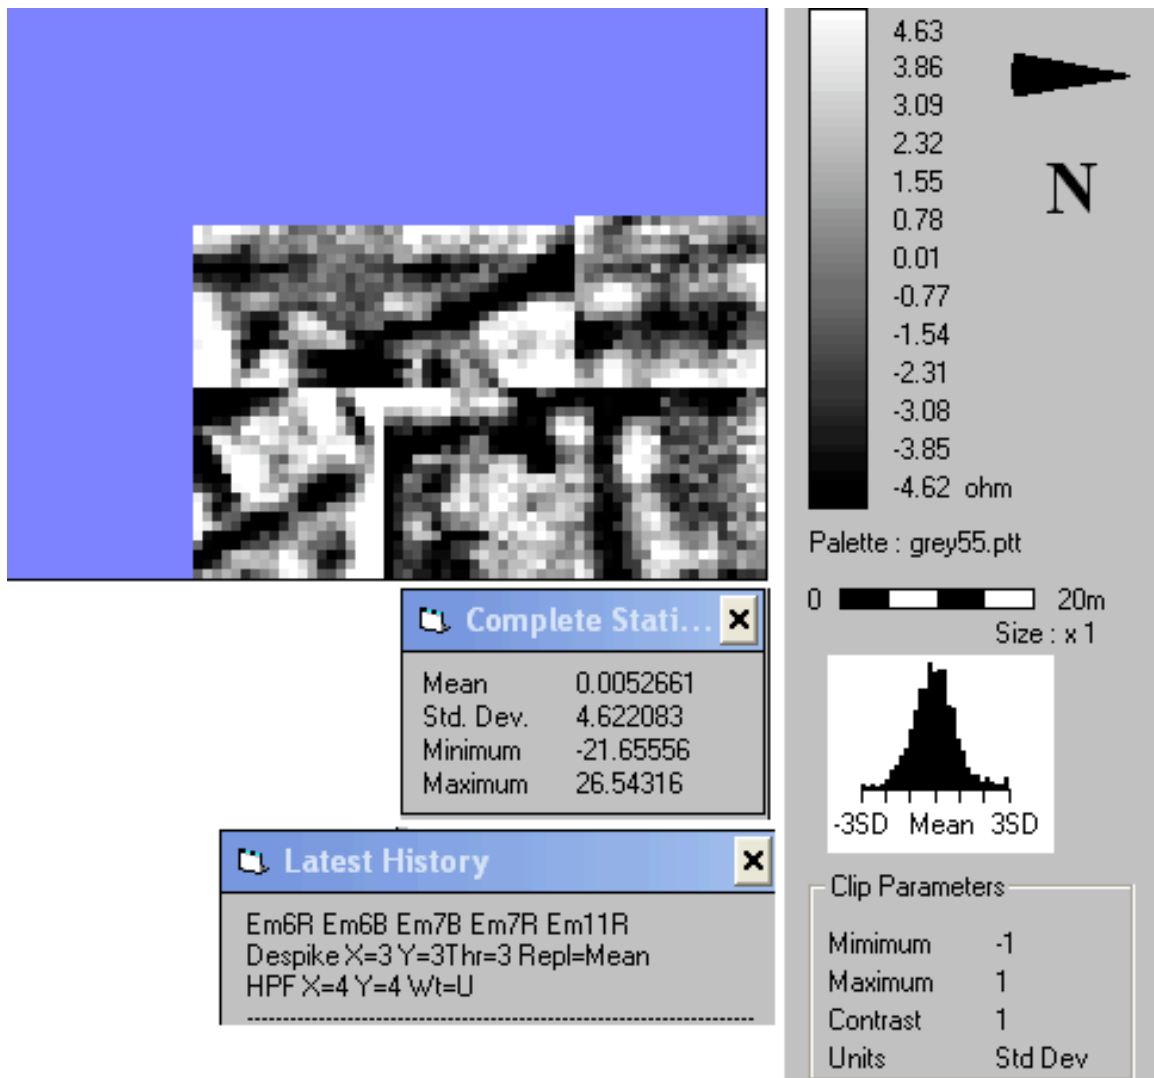 4.63
3.86
3.09
2.32
1.55
0.78
0.01
-0.77
-1.54
-2.31
-3.08
-3.85
-4.62 ohm
N
Palette : grey55.ptt
0 20m
Size : x 1
-3SD Mean 3SD
Clip Parameters
Mimimum -1
Maximum 1
Contrast 1
Units Std Dev
Complete Stati...
Mean 0.0052661
Std. Dev. 4.622083
Minimum -21.65556
Maximum 26.54316
Latest History
Em6R Em6B Em7B Em7R Em11R
Despike X=3 Y=3Thr=3 Repl=Mean
HPF X=4 Y=4 Wt=U